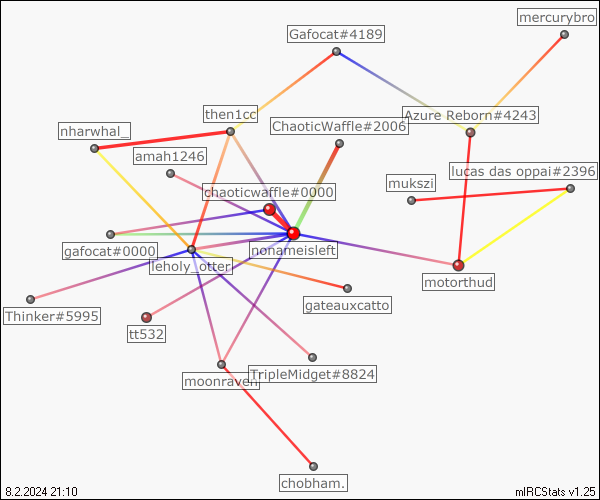 mercurybro
Gafocat#4189
then1cc
Azure Reborn#4243
ChaoticWaffle#2006
nharwhal_
amah1246
lucas das oppai#2396
mukszi
chaoticwaffle#0000
gafocat#0000
nonameisleft
leholy_otter
motorthud
gateauxcatto
Thinker#5995
tt532
TripleMidget#8824
moonraven
chobham.
8.2.2024 21:10
mIRCStats v1.25